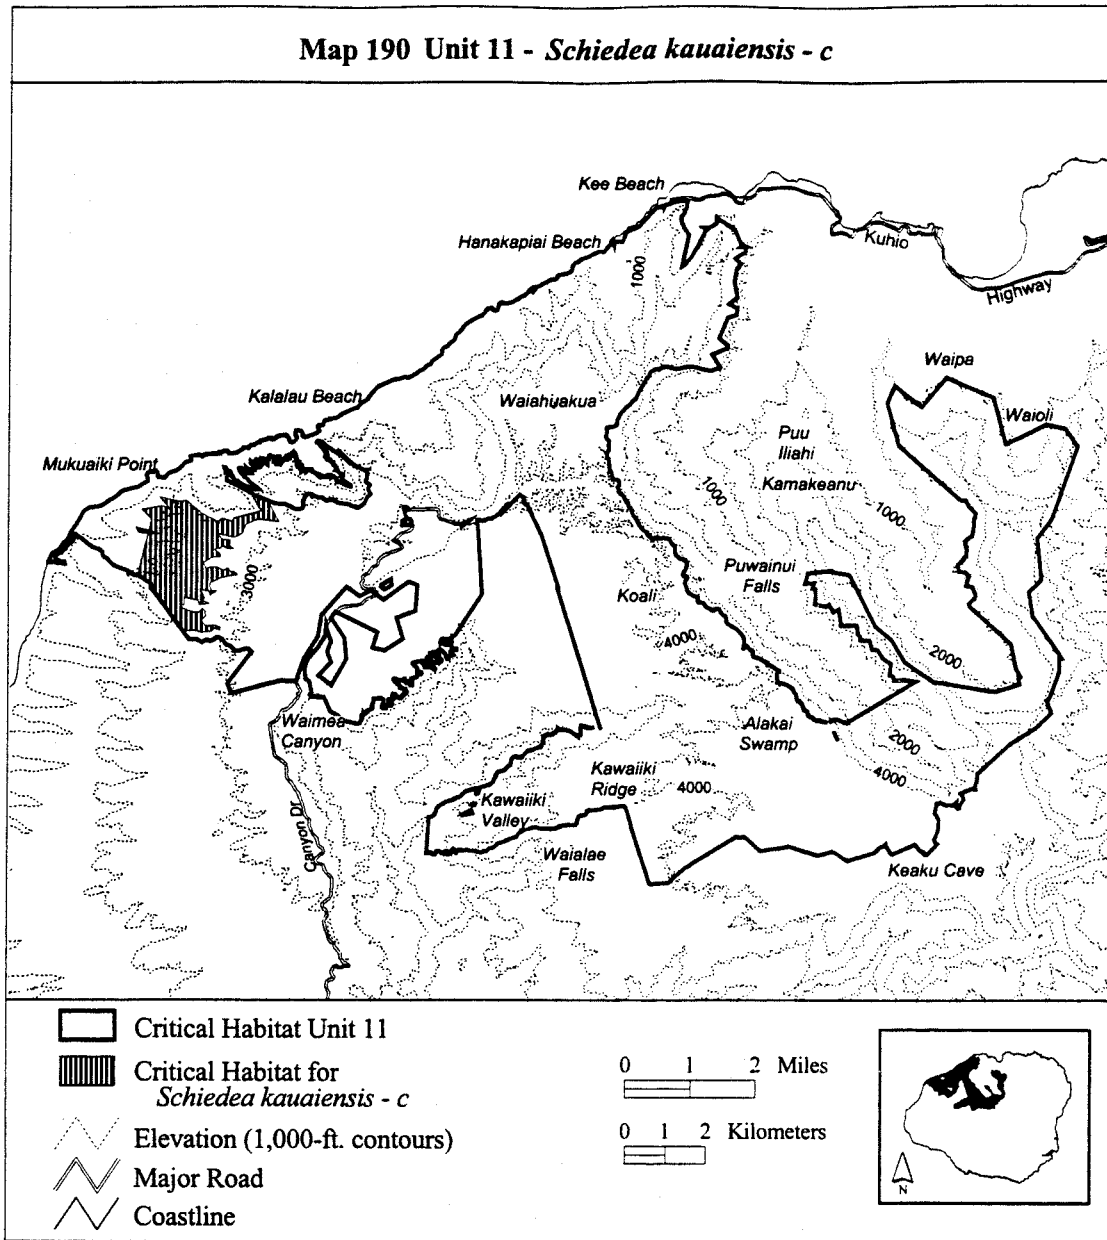 Map 190 Unit 11 - Schiedea kauaiensis - c
Kee Beach
Hanakapiai Beach
Kuhio
Highway
1000
Waipa
Kalalau Beach
Waiahuakua
Waioli
Puu
Iliahi
Mukuaiki Point
Kamakeanu
1000
1000
Puwainui
Falls
3000
Koali
4000
2000
Waimea
Canyon
Alakai
Swamp
2000
4000
Kawaiiki
Ridge
4000
Kawaiiki
Valley
Canyon Dr
Waialae
Falls
Keaku Cave
Critical Habitat Unit 11
Critical Habitat for
Schiedea kauaiensis - c
Elevation (1,000-ft. contours)
Major Road
Coastline
0 1 2 Miles
0 1 2 Kilometers
N